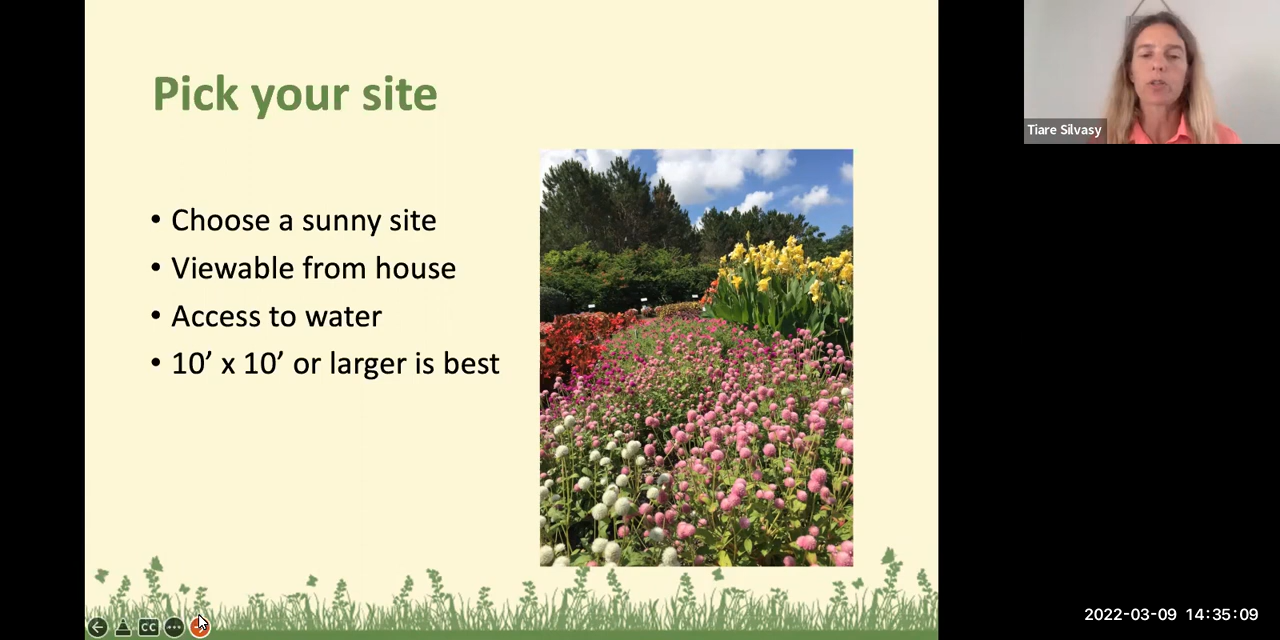 Pick your site
• Choose a sunny site
• Viewable from house
• Access to water
• 10’ x 10’ or larger is best
Tiare Silvasy
CC
2022-03-09 14:35:09